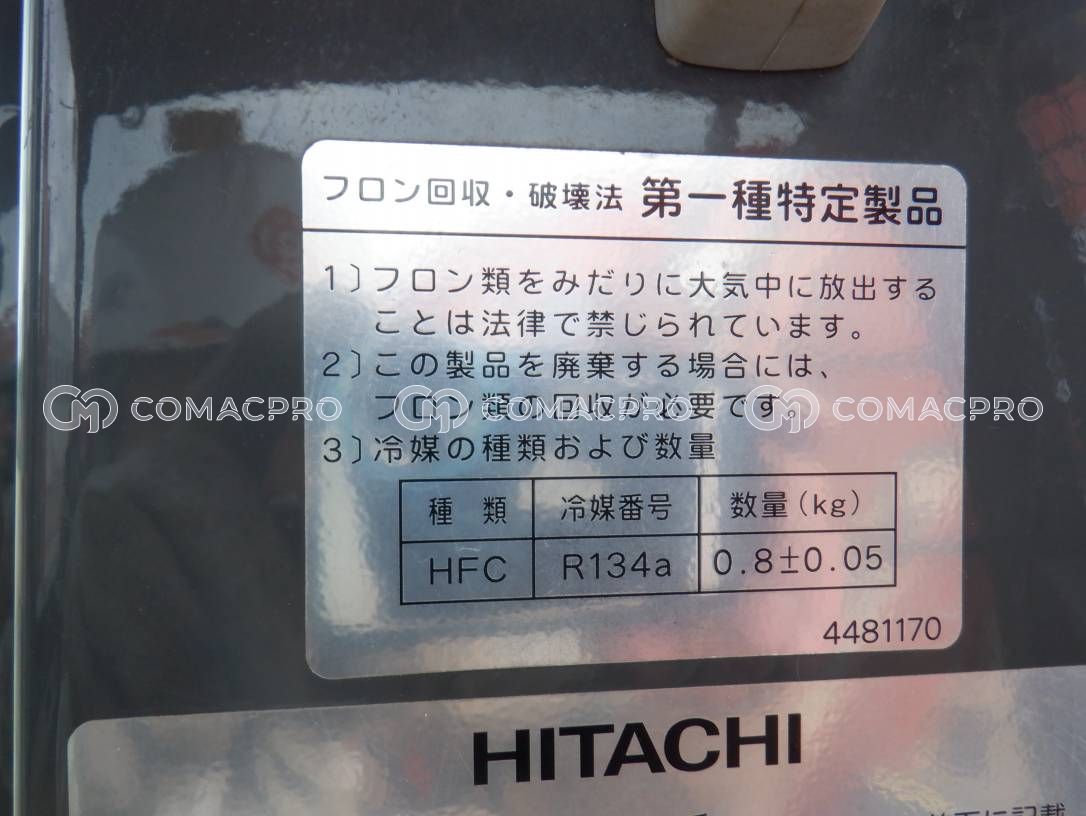 フロン回収・破壊法 第一種特定製品
1)フロン類をみだりに大気中に放出する
ことは法律で禁じられています。
2)この製品を廃棄する場合には、
フロン類の回収が必要です。
COMACPRO COMACPRO COMACPRO
3)冷媒の種類および数量
種類 冷媒番号 数量(kg)
HFC R134a 0.8±0.05
4481170
HITACHI